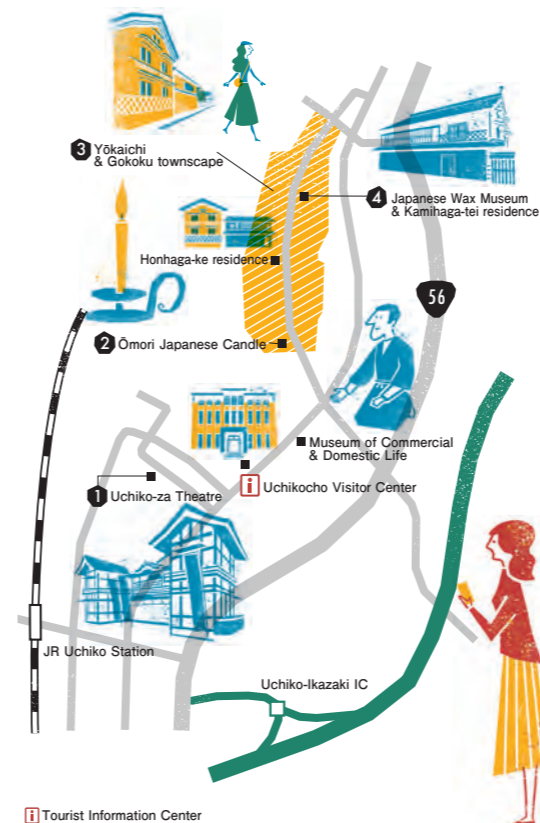 3 Yōkaichi
& Gokoku townscape
4 Japanese Wax Museum
& Kamihaga-tei residence
Honhaga-ke residence
56
2 Ōmori Japanese Candle
Museum of Commercial
& Domestic Life
i Uchikocho Visitor Center
1 Uchiko-za Theatre
JR Uchiko Station
Uchiko-Ikazaki IC
i Tourist Information Center